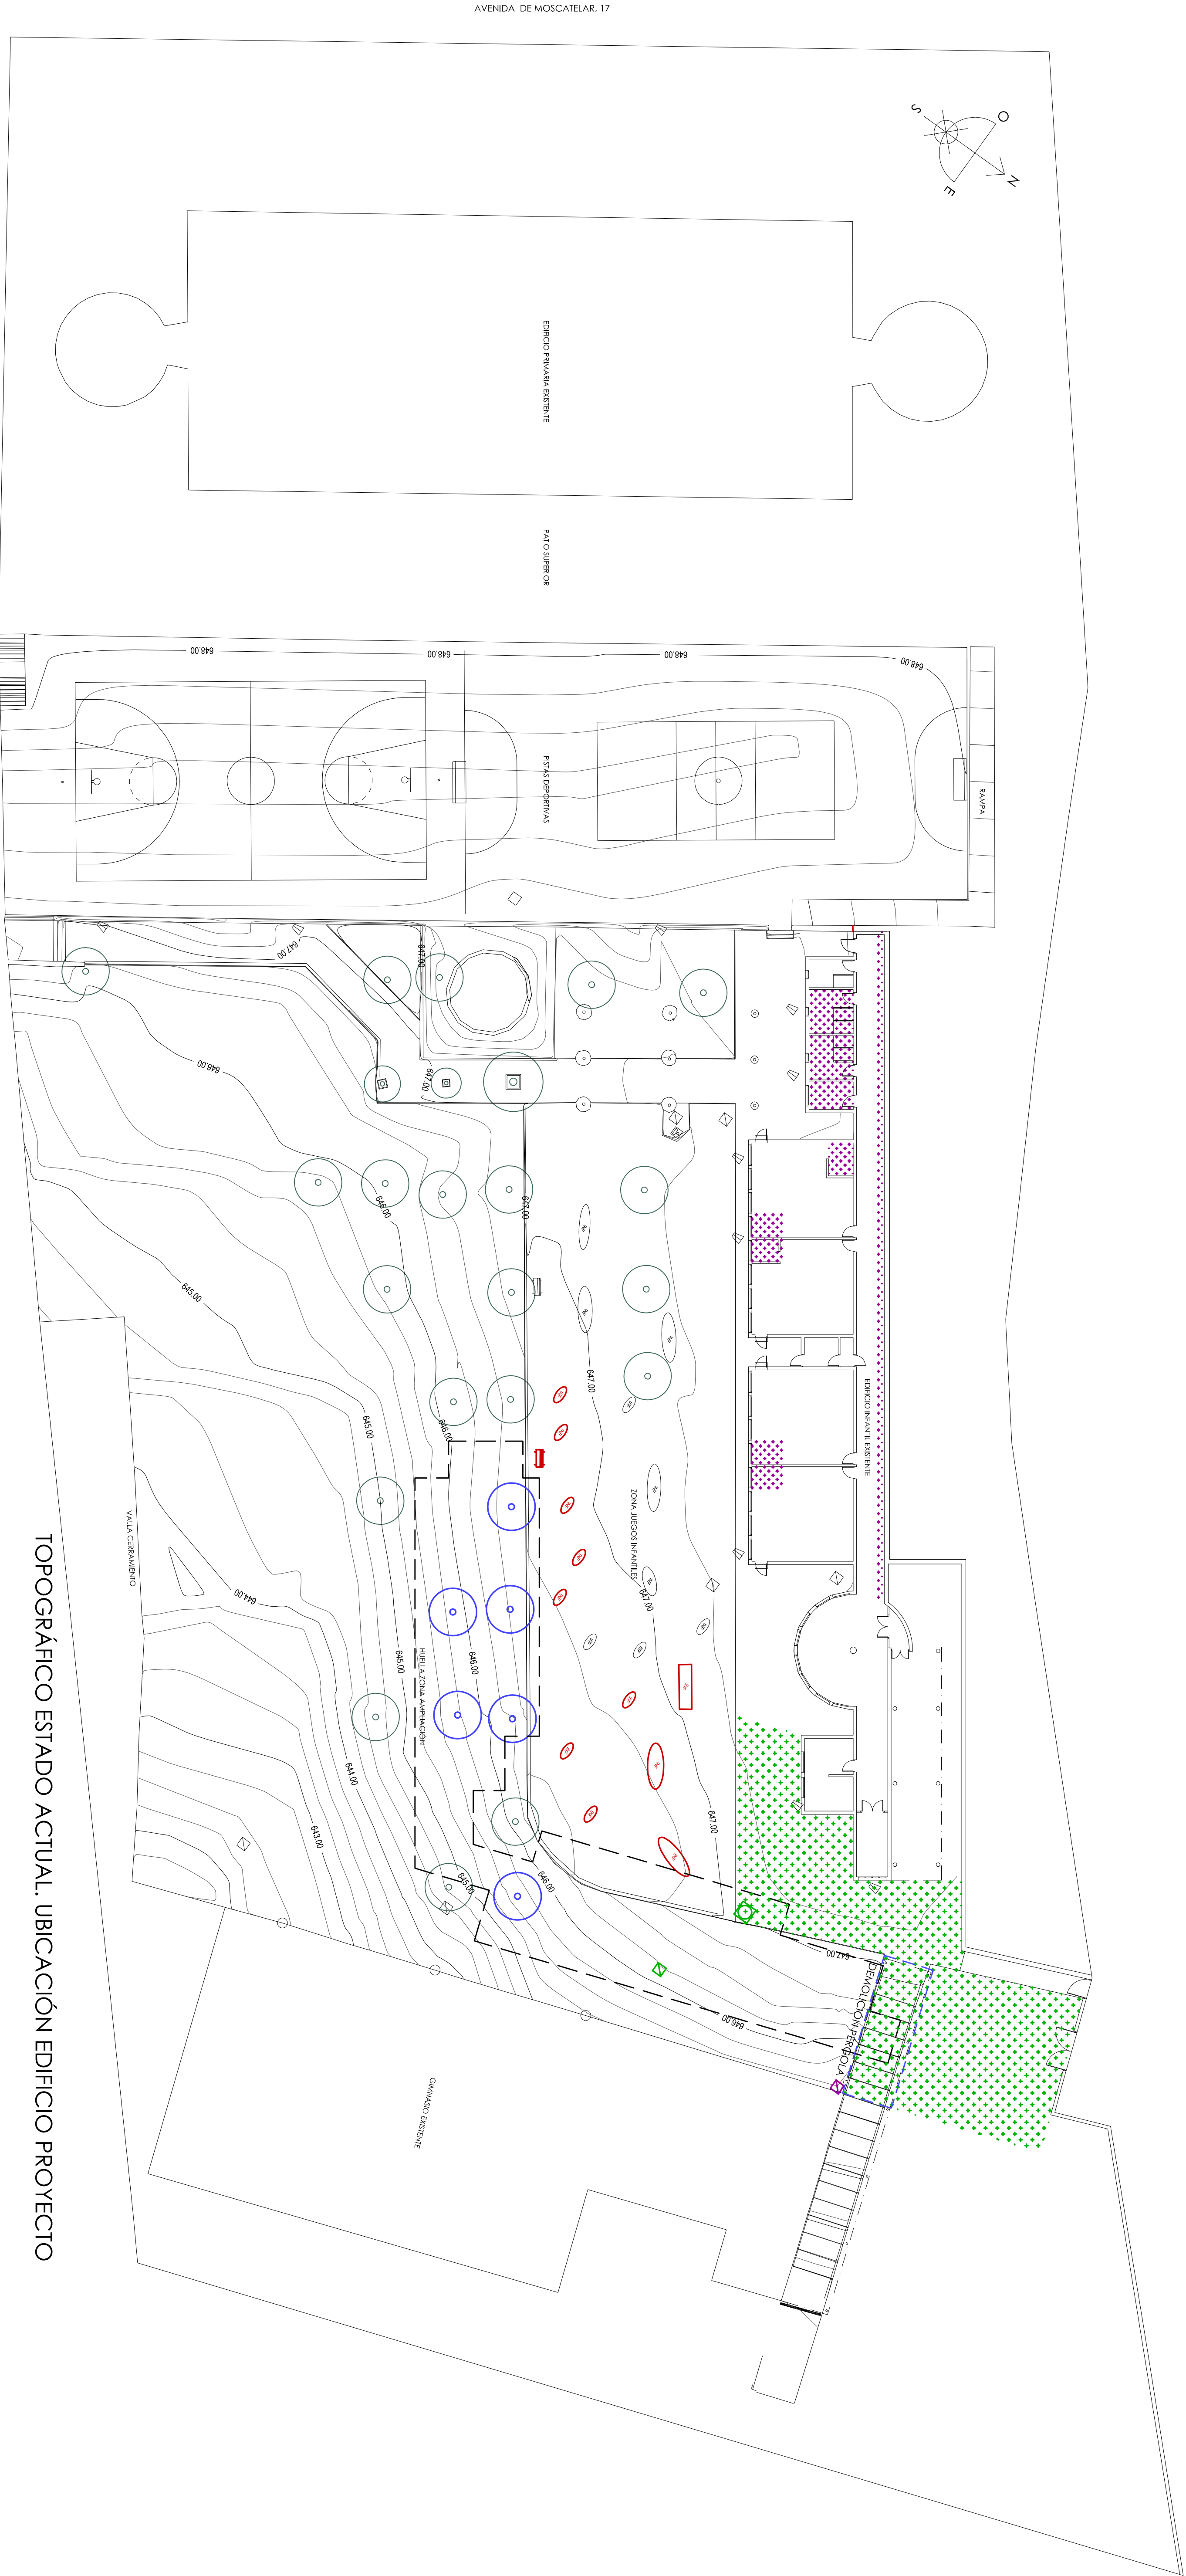 AVENIDA DE MOSCATELAR, 17
S
O
N
E
EDIFICIO PRIMARIA EXISTENTE
PATIO SUPERIOR
648.00
648.00
648.00
648.00
PISTAS DEPORTIVAS
RAMPA
647.00
647.00
647.00
646.00
646.00
647.00
645.00
647.00
EDIFICIO INFANTIL EXISTENTE
645.00
646.00
ZONA JUEGOS INFANTILES
VALLA CERRAMIENTO
644.00
647.00
HUELLA ZONA AMPLIACIÓN
645.00
646.00
644.00
647.00
643.00
645.00
646.00
647.00
DEMOLICIÓN PÉRGOLA
646.00
GIMNASIO EXISTENTE
TOPOGRÁFICO ESTADO ACTUAL. UBICACIÓN EDIFICIO PROYECTO